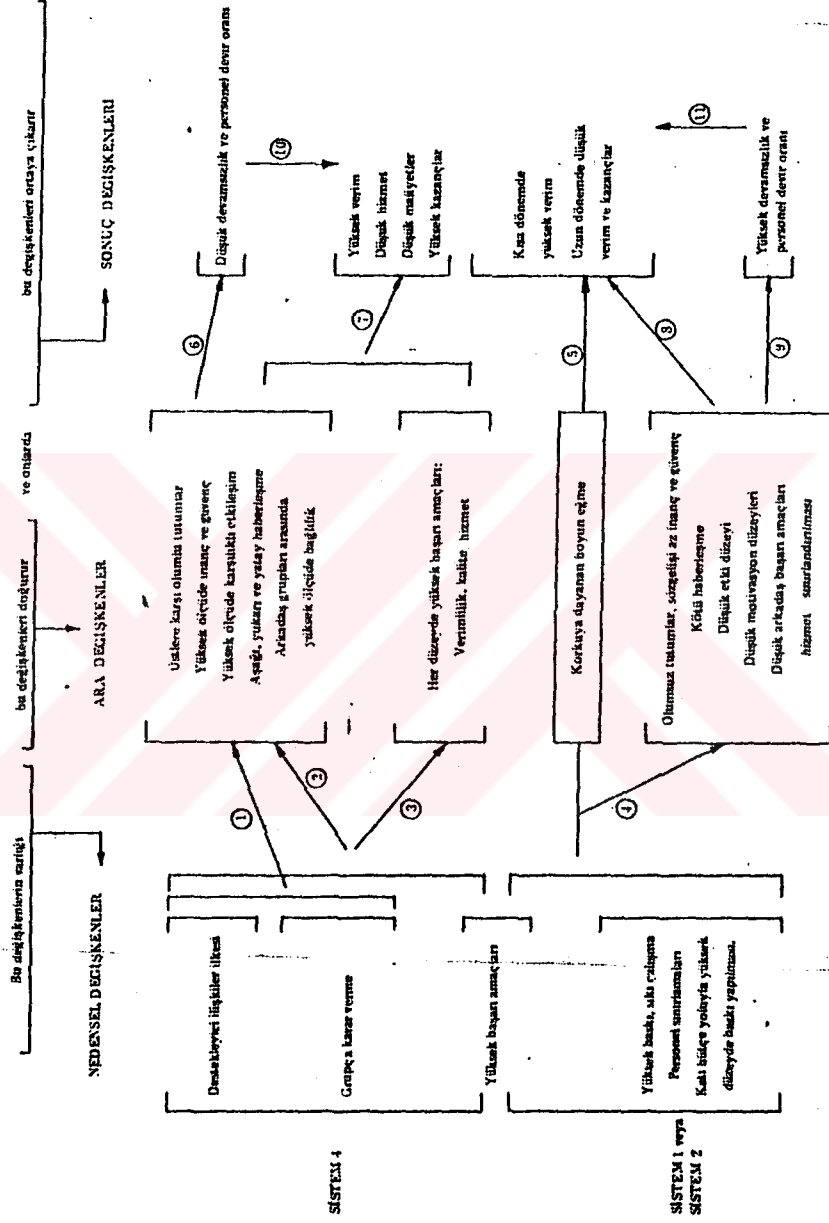 Bu değişkenlerin varlığı
bu değişkenleri doğurur
ve onlarda
bu değişkenleri ortaya çıkarır
NEDENSEL DEĞİŞKENLER
ARA DEĞİŞKENLER
SONUÇ DEĞİŞKENLERİ
SİSTEM 4
Destekleyici ilişkiler ilkesi
Grupça karar verme
Yüksek başarı amaçları
1
2
3
Üstlere karşı olumlu tutumlar
Yüksek ölçüde inanç ve güvenç
Yüksek ölçüde karşılıklı etkileşim
Aşağı, yukarı ve yatay haberleşme
Arkadaş grupları arasında
yüksek ölçüde bağlılık
Her düzeyde yüksek başarı amaçları:
Verimlilik, kalite, hizmet
6
7
Düşük devamsızlık ve personel devir oranı
10
Yüksek verim
Düşük hizmet
Düşük maliyetler
Yüksek kazançlar
SİSTEM 1 veya
SİSTEM 2
Yüksek baskı, sıkı çalışma
Personel sınırlamaları
Katı bütçe yoluyla yüksek
düzeyde baskı yapılması.
4
Korkuya dayanan boyun eğme
Olumsuz tutumlar, sözgelişi az inanç ve güvenç
Kötü haberleşme
Düşük etki düzeyi
Düşük motivasyon düzeyleri
Düşük arkadaş başarı amaçları
hizmet sınırlandırılması
5
8
9
Kısa dönemde
yüksek verim
Uzun dönemde düşük
verim ve kazançlar
11
Yüksek devamsızlık ve
personel devir oranı